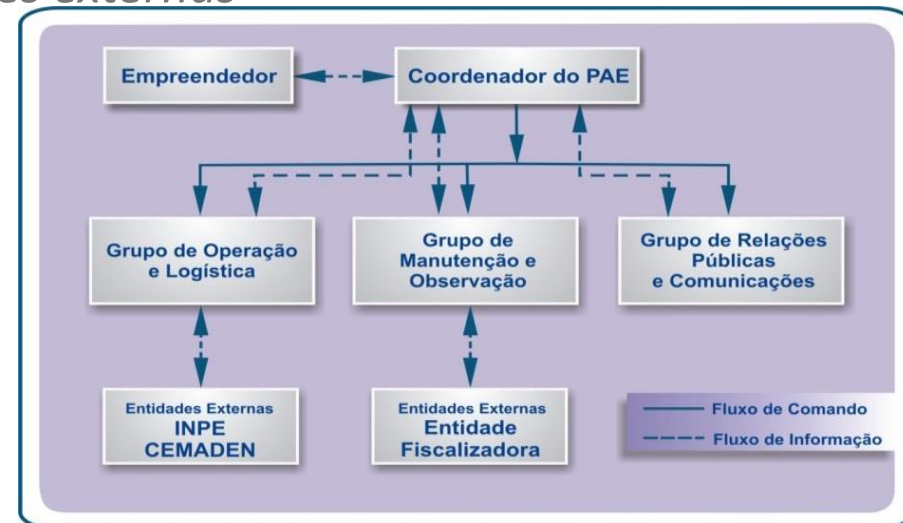 externas
Empreendedor
Coordenador do PAE
Grupo de Operação
e Logística
Grupo de
Manutenção e
Observação
Grupo de Relações
Públicas
e Comunicações
Entidades Externas
INPE
CEMADEN
Entidades Externas
Entidade
Fiscalizadora
Fluxo de Comando
Fluxo de Informação